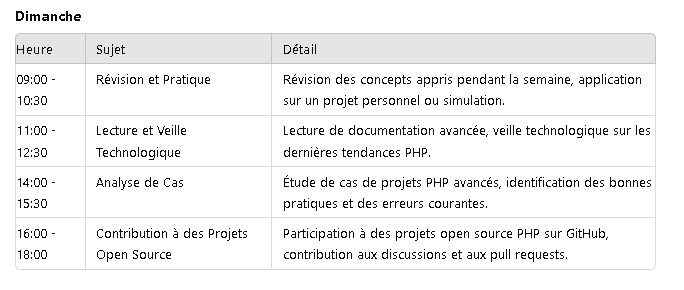 Dimanche
Heure Sujet Détail
09:00 - Révision et Pratique Révision des concepts appris pendant la semaine, application
10:30 sur un projet personnel ou simulation.
11:00 - Lecture et Veille Lecture de documentation avancée, veille technologique sur les
12:30 Technologique dernières tendances PHP.
14:00 - Analyse de Cas Étude de cas de projets PHP avancés, identification des bonnes
15:30 pratiques et des erreurs courantes.
16:00 - Contribution à des Projets Participation à des projets open source PHP sur GitHub,
18:00 Open Source contribution aux discussions et aux pull requests.